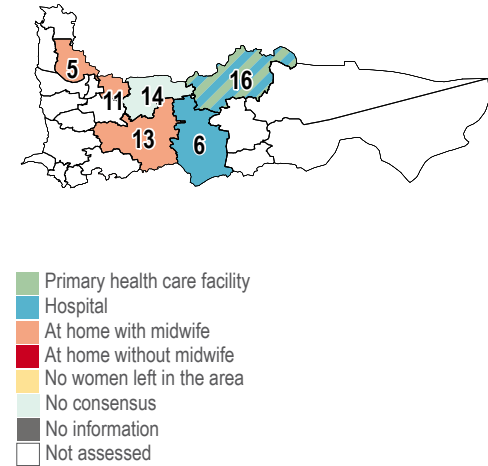 5
16
11
14
13
6
Primary health care facility
Hospital
At home with midwife
At home without midwife
No women left in the area
No consensus
No information
Not assessed